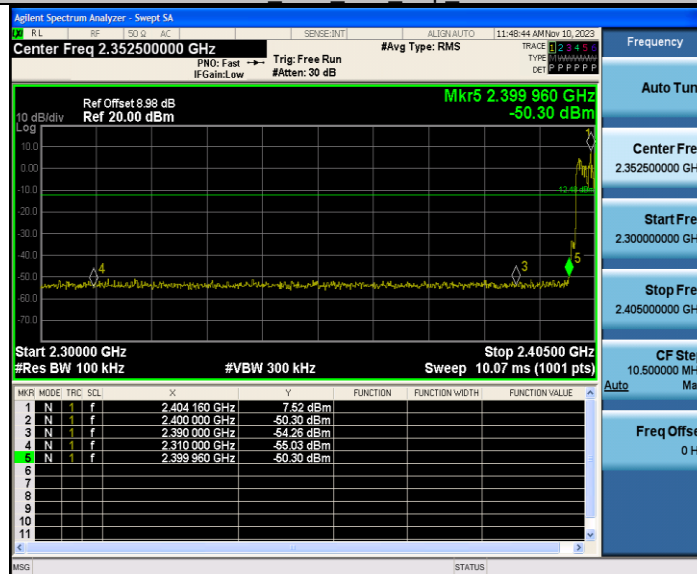 Agilent Spectrum Analyzer - Swept SA
RL RF 50 Ω AC SENSE:INT ALIGN AUTO 11:48:44 AM Nov 10, 2023
Center Freq 2.352500000 GHz
#Avg Type: RMS
TRACE 1 2 3 4 5 6
PNO: Fast
Trig: Free Run
TYPE M W W W W W
IFGain:Low
#Atten: 30 dB
DET P P P P P P
Mkr5 2.399 960 GHz
-50.30 dBm
Ref Offset 8.98 dB
10 dB/div Ref 20.00 dBm
Log
10.0
0.00
-10.0
-12.48 dBm
-20.0
-30.0
-40.0
-50.0
-60.0
-70.0
1
4
3
5
Start 2.30000 GHz Stop 2.40500 GHz
#Res BW 100 kHz #VBW 300 kHz Sweep 10.07 ms (1001 pts)
MKR MODE TRC SCL X Y FUNCTION FUNCTION WIDTH FUNCTION VALUE
1 N 1 f 2.404 160 GHz 7.52 dBm
2 N 1 f 2.400 000 GHz -50.30 dBm
3 N 1 f 2.390 000 GHz -54.26 dBm
4 N 1 f 2.310 000 GHz -55.03 dBm
5 N 1 f 2.399 960 GHz -50.30 dBm
6
7
8
9
10
11
MSG STATUS
Frequency
Auto Tun
Center Fre
2.352500000 GH
Start Fre
2.300000000 GH
Stop Fre
2.405000000 GH
CF Ste
10.500000 MH
Auto Ma
Freq Offse
0 H